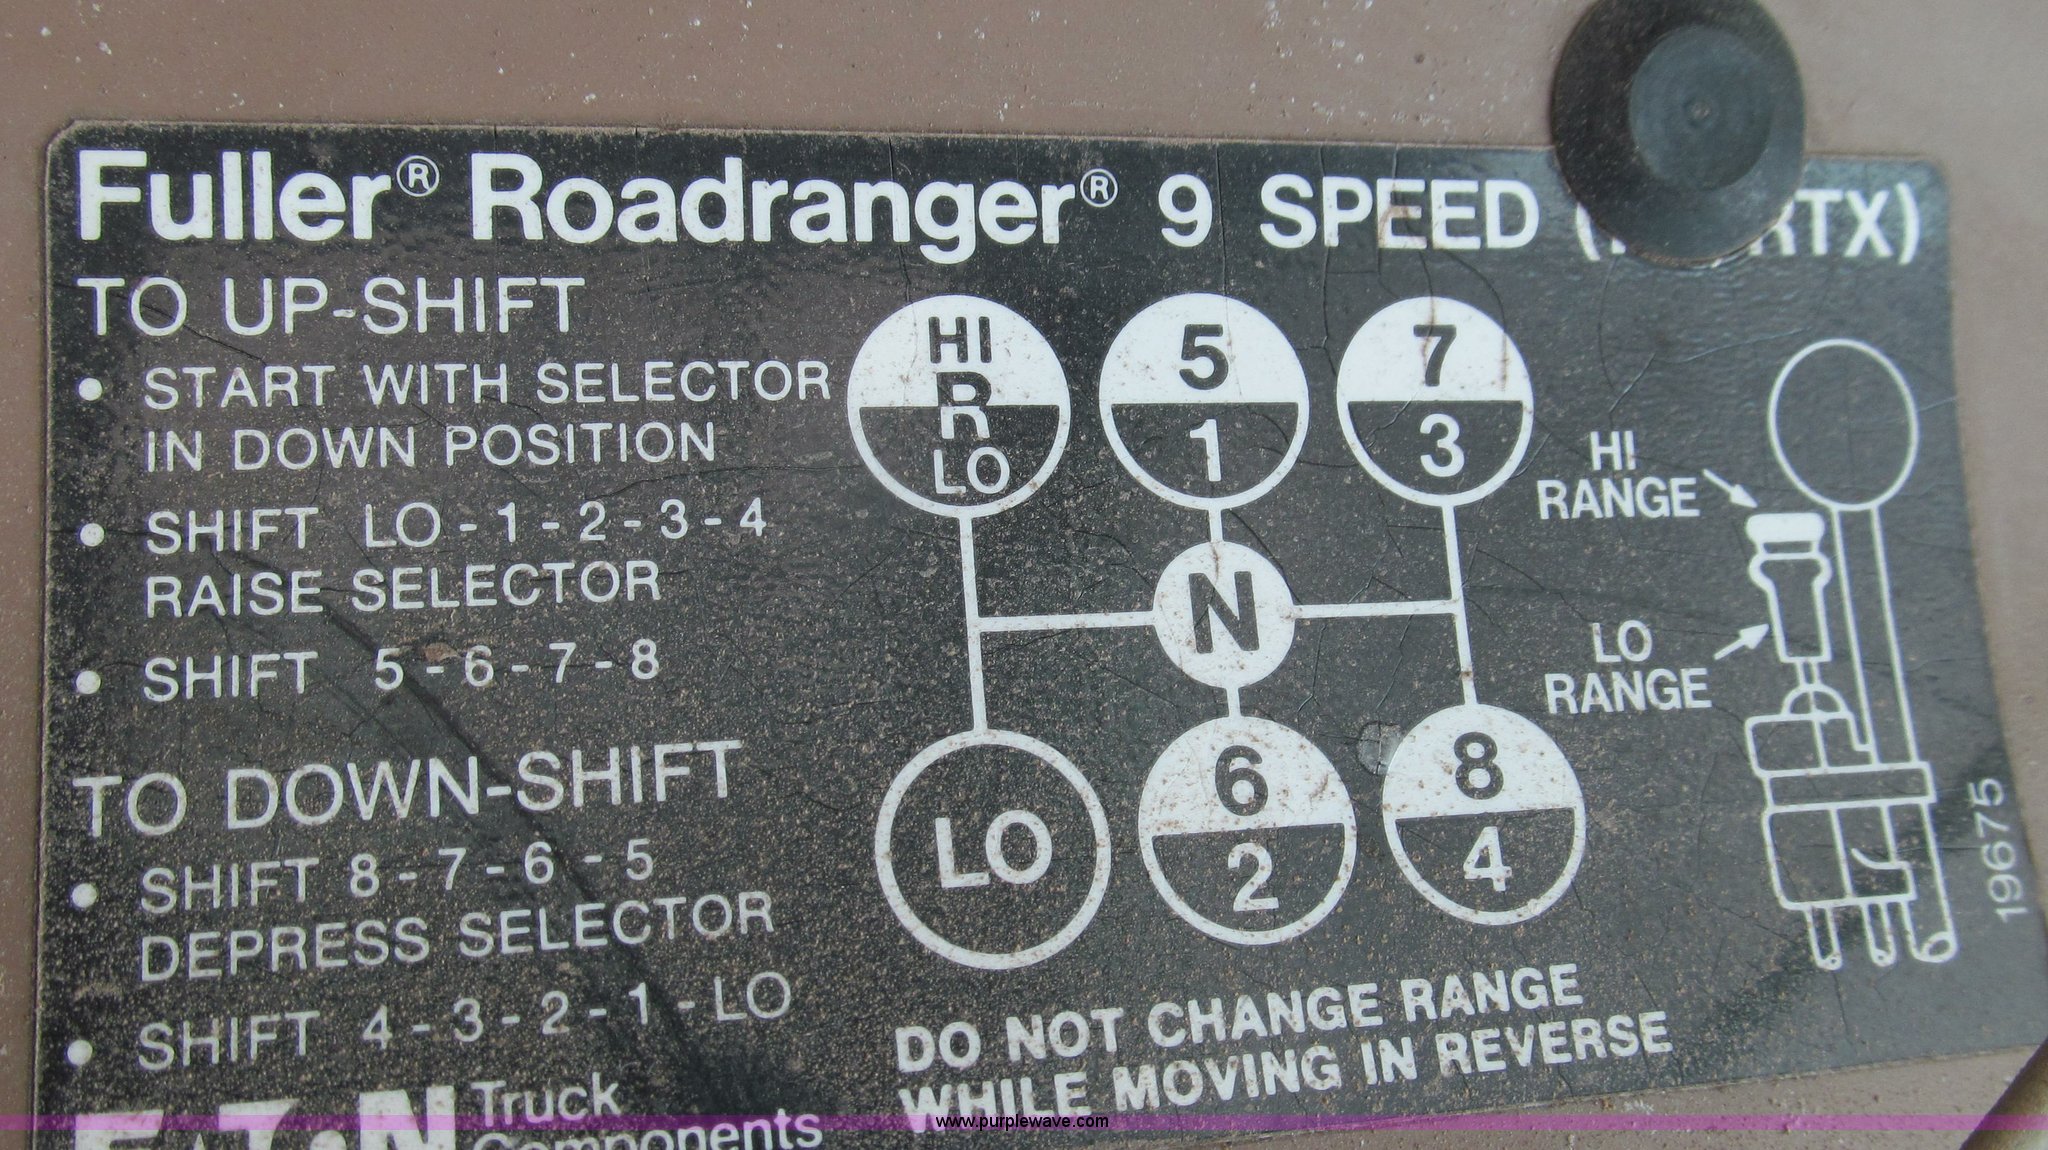 Fuller® Roadranger® 9 SPEED
TO UP-SHIFT
• START WITH SELECTOR
IN DOWN POSITION
• SHIFT LO-1-2-3-4
RAISE SELECTOR
• SHIFT 5-6-7-8
TO DOWN-SHIFT
• SHIFT 8-7-6-5
DEPRESS SELECTOR
• SHIFT 4-3-2-1-LO
Truck
Components
HI
R
LO
5
1
7
3
N
LO
6
2
8
4
HI
RANGE
LO
RANGE
19675
DO NOT CHANGE RANGE
WHILE MOVING IN REVERSE
www.purplewave.com